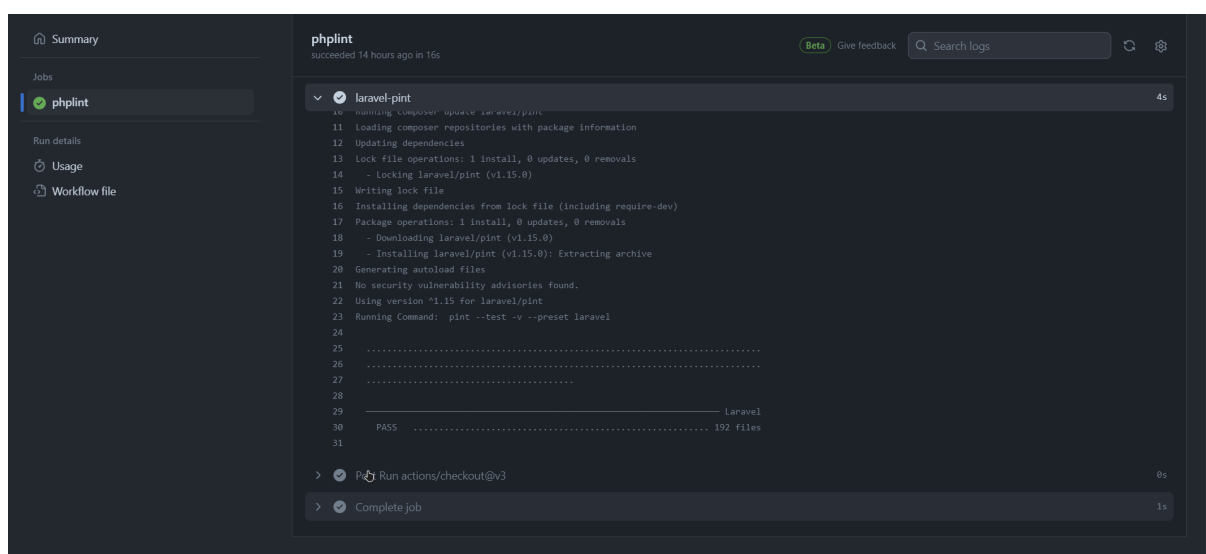 Summary
Jobs
phplint
Run details
Usage
Workflow file
phplint
succeeded 14 hours ago in 16s
Beta Give feedback Search logs
laravel-pint 4s
10 Running composer update laravel/pint
11 Loading composer repositories with package information
12 Updating dependencies
13 Lock file operations: 1 install, 0 updates, 0 removals
14 - Locking laravel/pint (v1.15.0)
15 Writing lock file
16 Installing dependencies from lock file (including require-dev)
17 Package operations: 1 install, 0 updates, 0 removals
18 - Downloading laravel/pint (v1.15.0)
19 - Installing laravel/pint (v1.15.0): Extracting archive
20 Generating autoload files
21 No security vulnerability advisories found.
22 Using version ^1.15 for laravel/pint
23 Running Command: pint --test -v --preset laravel
24
25 ............................................................................
26 ............................................................................
27 ........................................
28
29 ──────────────────────────────────────────────────────────────────── Laravel
30 PASS ......................................................... 192 files
31
Post Run actions/checkout@v3 0s
Complete job 1s